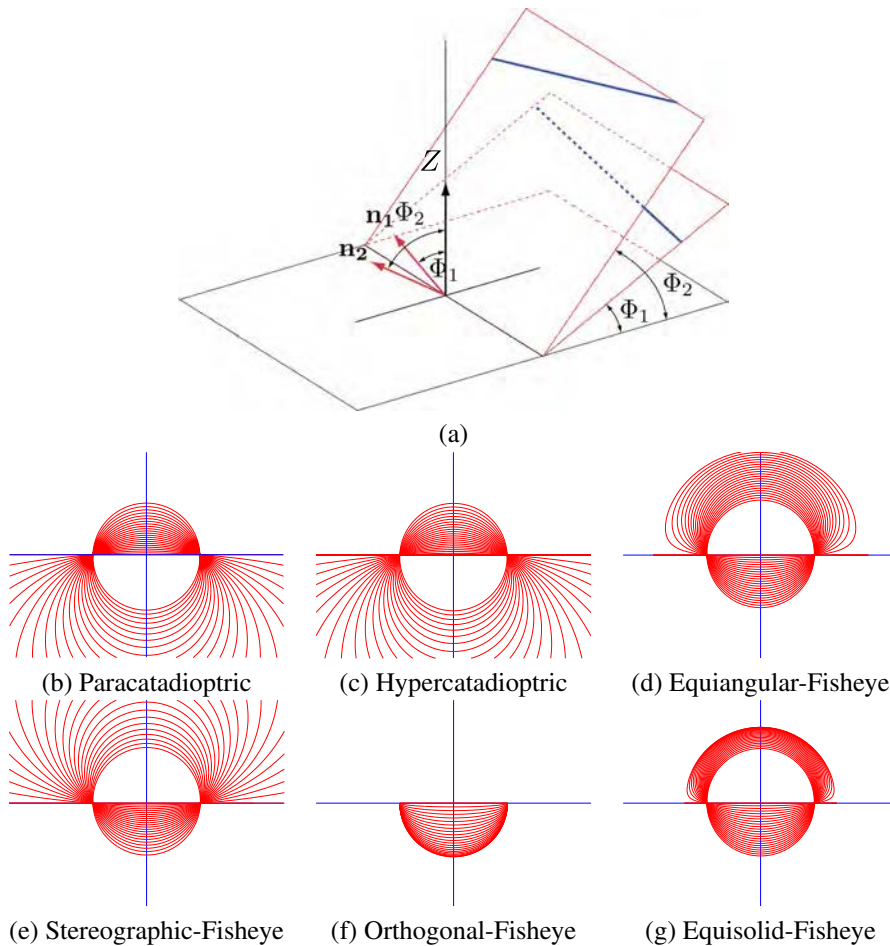 Z
n₁ Φ₂
n₂
Φ₁
Φ₂
Φ₁
(a)
(b) Paracatadioptric (c) Hypercatadioptric (d) Equiangular-Fisheye
(e) Stereographic-Fisheye (f) Orthogonal-Fisheye (g) Equisolid-Fisheye